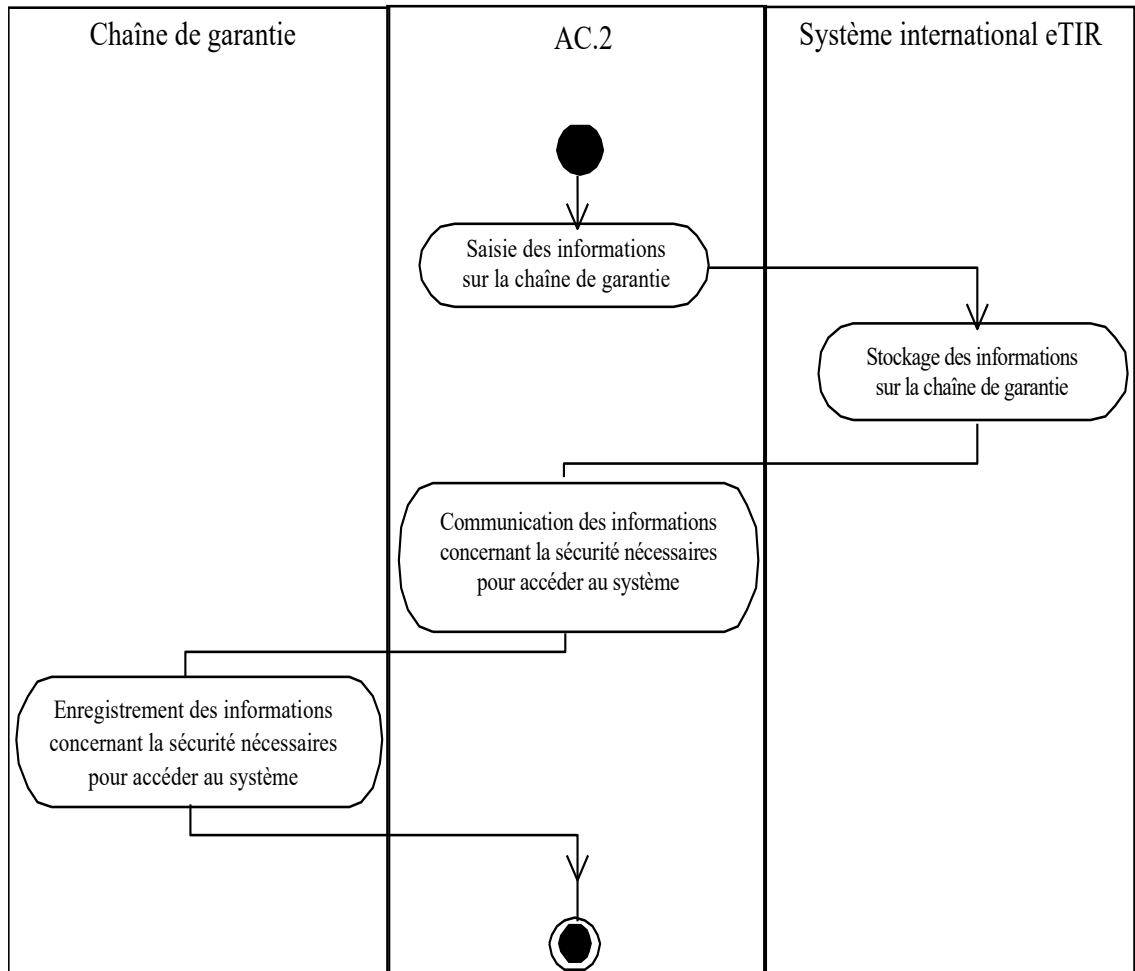 Chaîne de garantie
AC.2
Système international eTIR
Saisie des informations
sur la chaîne de garantie
Stockage des informations
sur la chaîne de garantie
Communication des informations
concernant la sécurité nécessaires
pour accéder au système
Enregistrement des informations
concernant la sécurité nécessaires
pour accéder au système